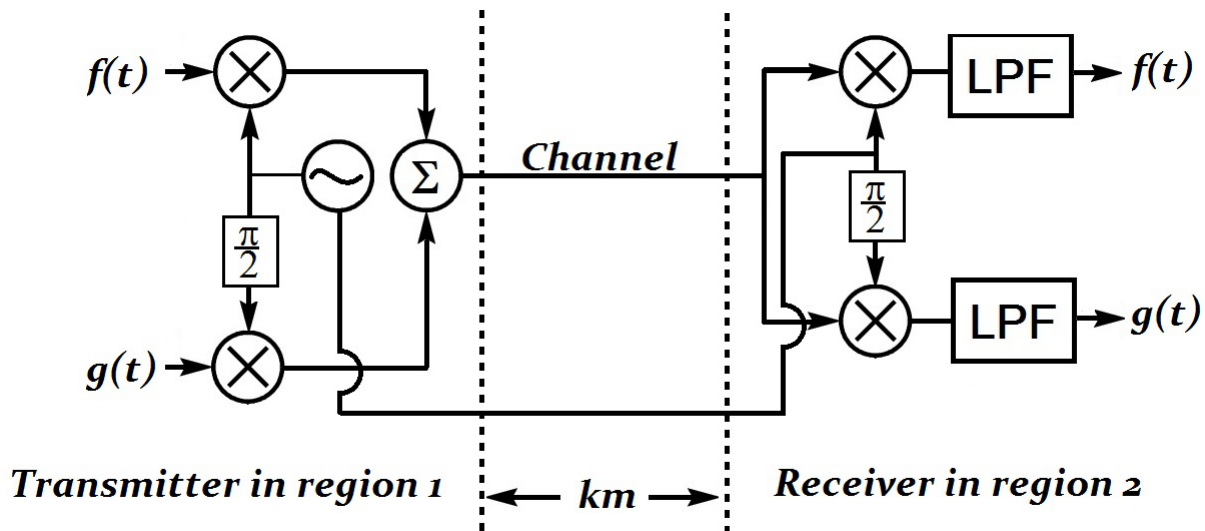 f(t)
LPF
f(t)
Channel
Σ
π
2
π
2
g(t)
LPF
g(t)
Transmitter in region 1
km
Receiver in region 2